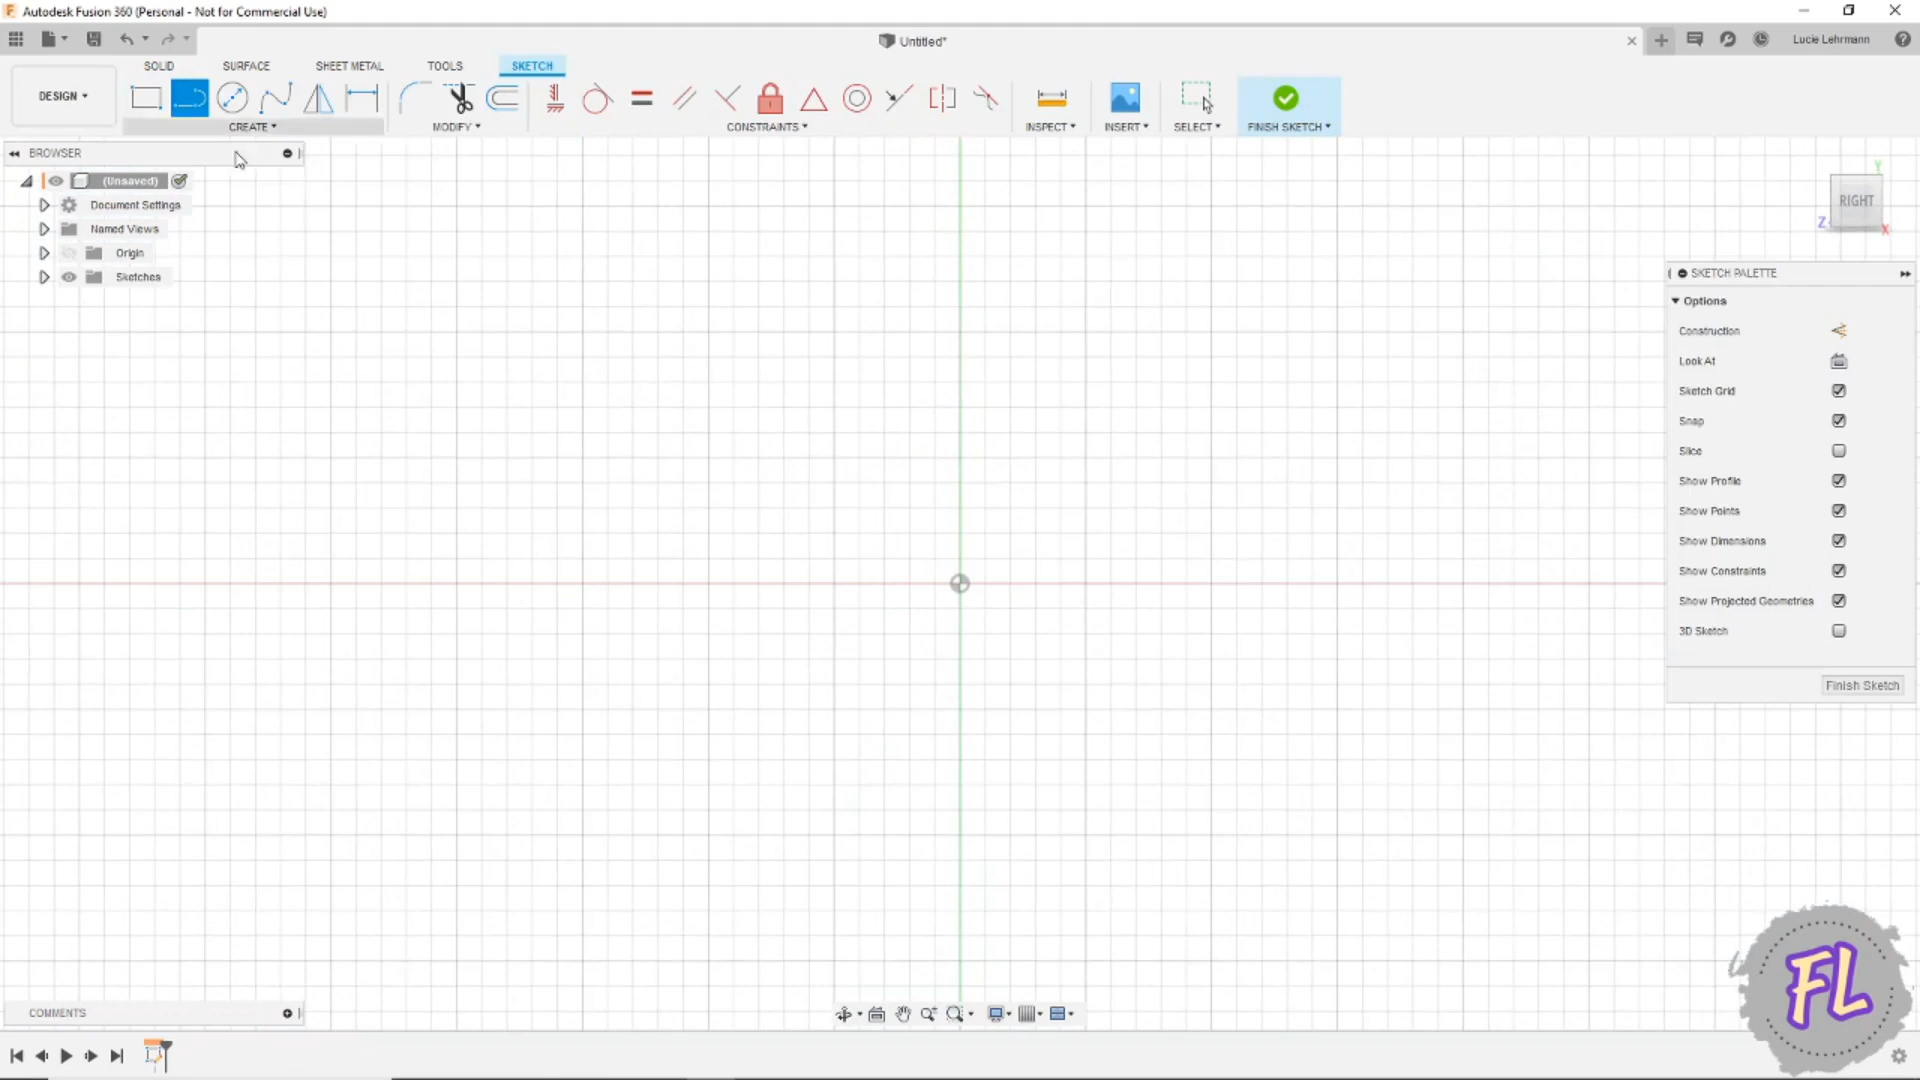 Autodesk Fusion 360 (Personal - Not for Commercial Use)
Untitled*
Lucie Lehrmann
SOLID SURFACE SHEET METAL TOOLS SKETCH
DESIGN
CREATE MODIFY CONSTRAINTS INSPECT INSERT SELECT FINISH SKETCH
BROWSER
(Unsaved)
Document Settings
Named Views
Origin
Sketches
Y
RIGHT
Z
X
SKETCH PALETTE
Options
Construction
Look At
Sketch Grid
Snap
Slice
Show Profile
Show Points
Show Dimensions
Show Constraints
Show Projected Geometries
3D Sketch
Finish Sketch
FL
COMMENTS